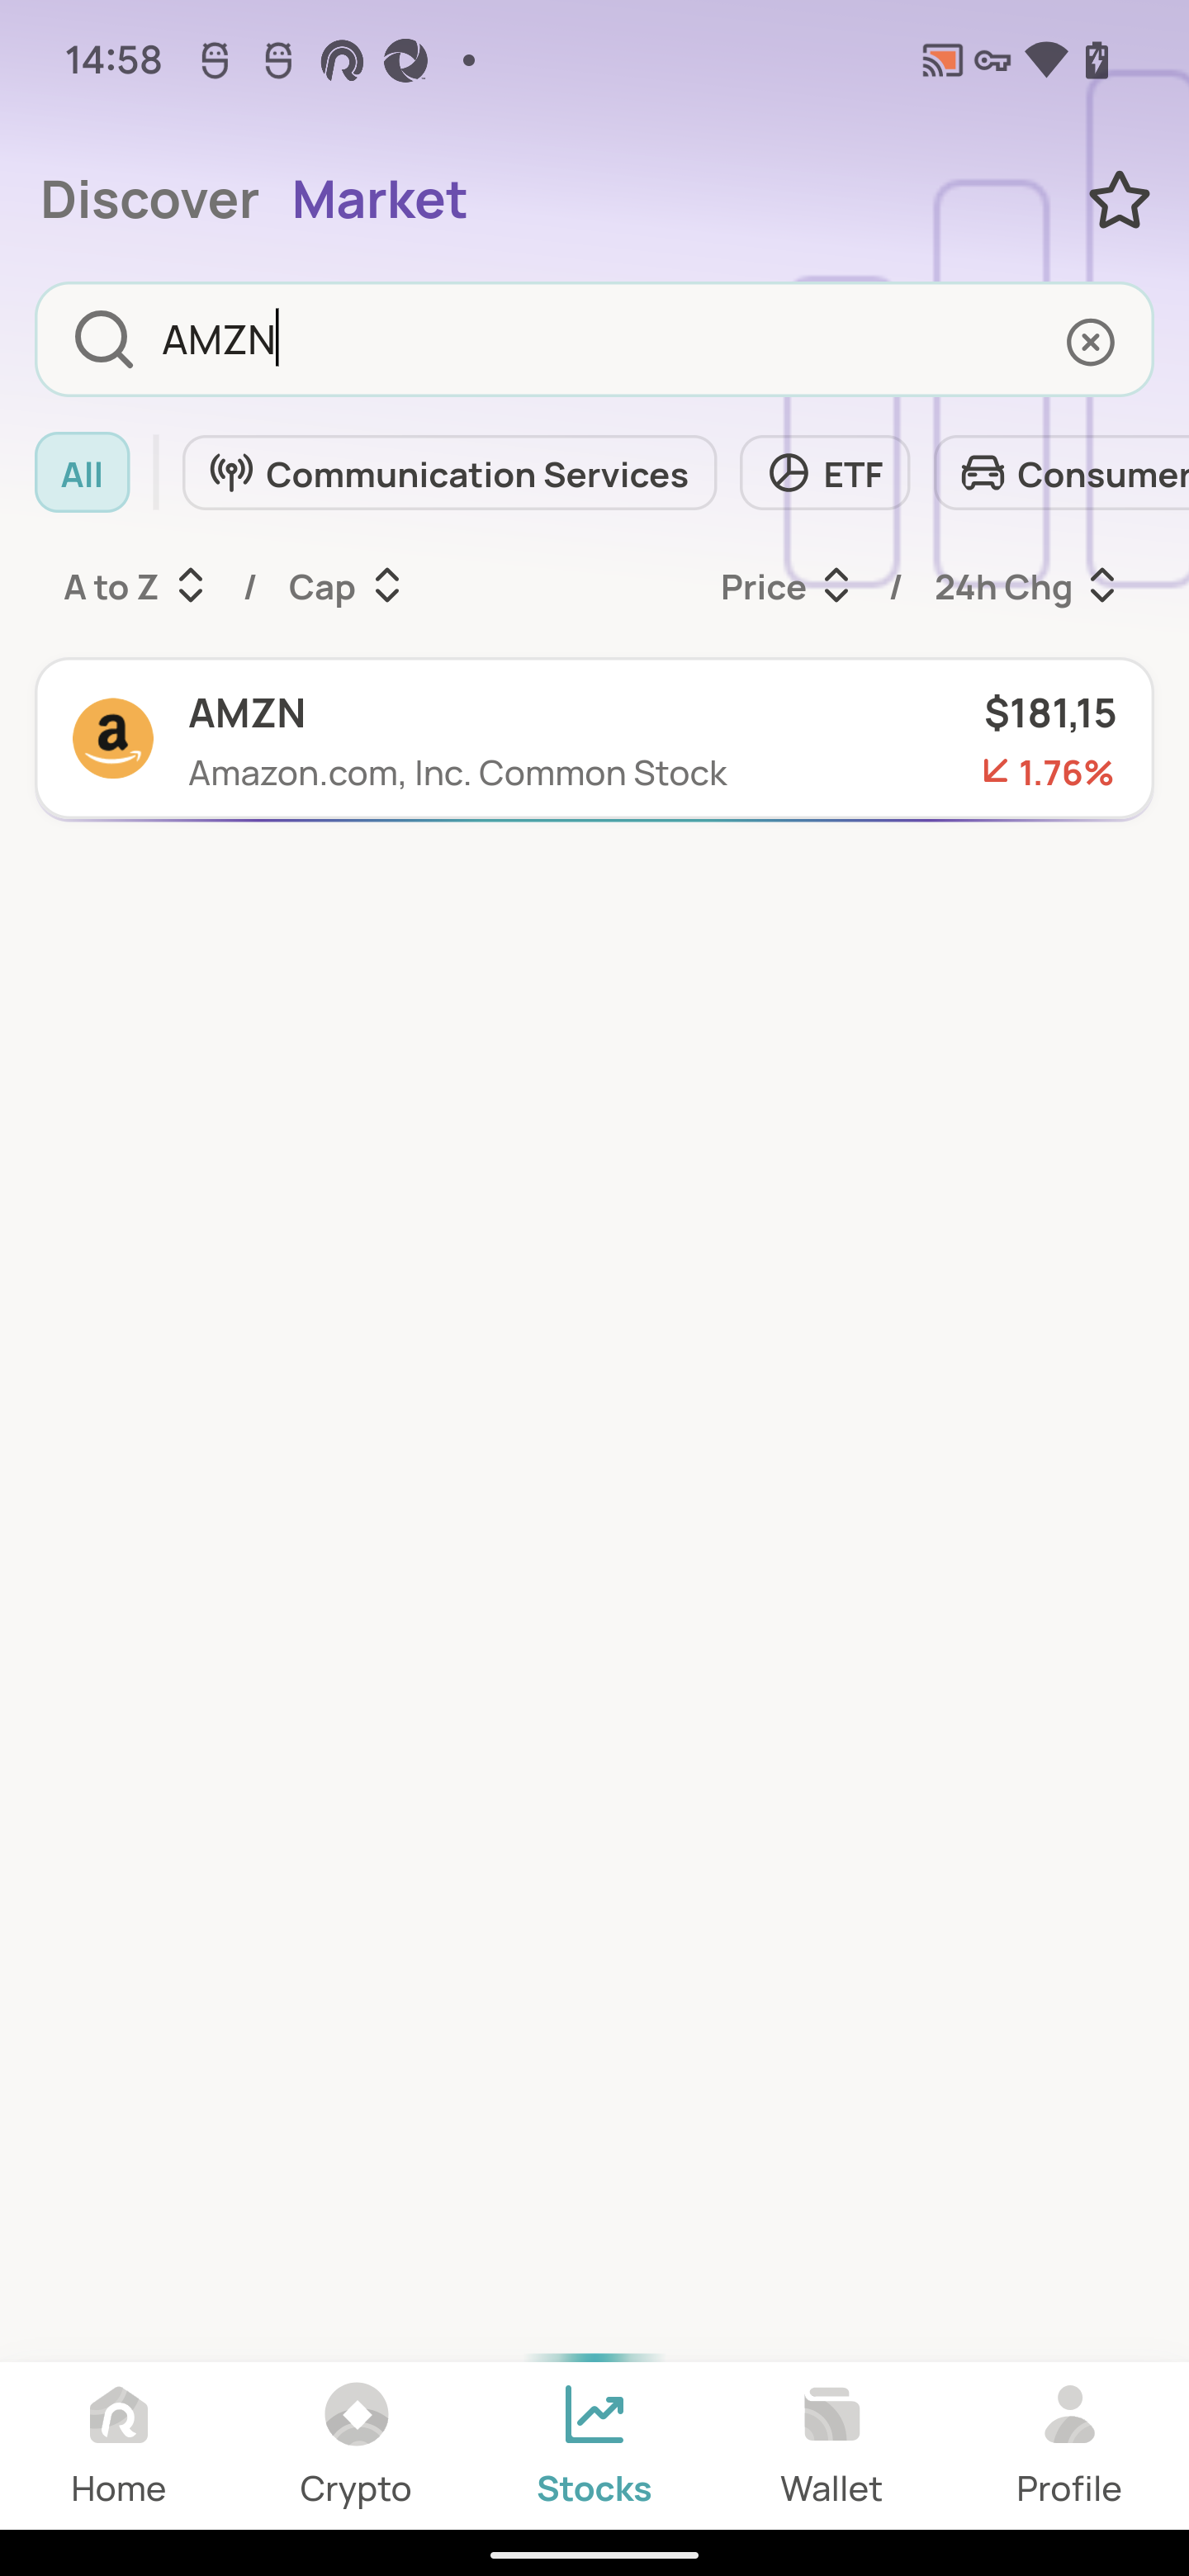 14:58
Discover Market
AMZN
All Communication Services ETF Consumer
A to Z / Cap Price / 24h Chg
AMZN $181,15
Amazon.com, Inc. Common Stock 1.76%
Home Crypto Stocks Wallet Profile